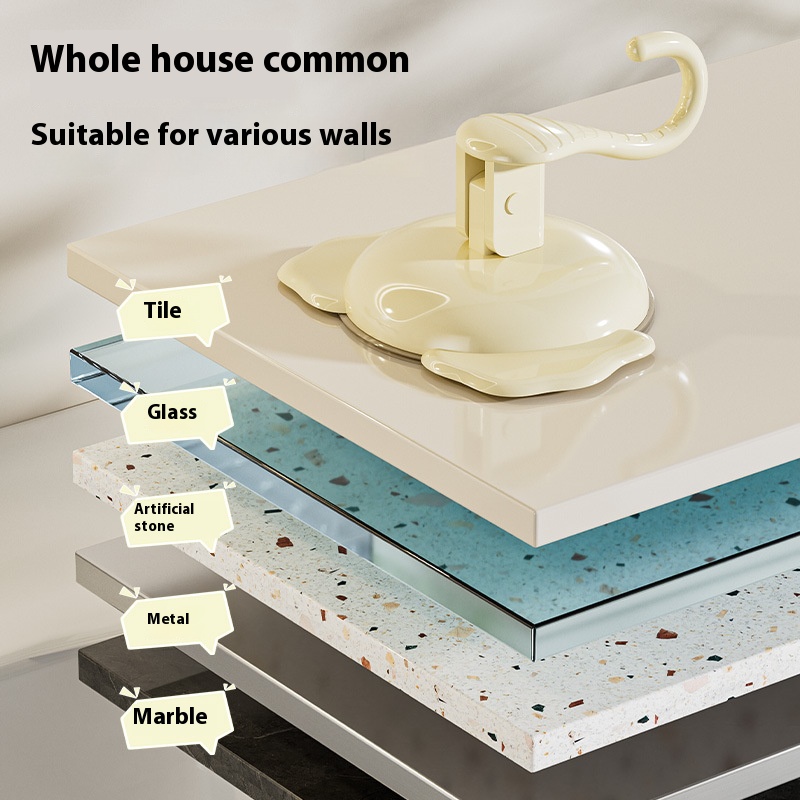 Whole house common
Suitable for various walls
Tile
Glass
Artificial
stone
Metal
Marble